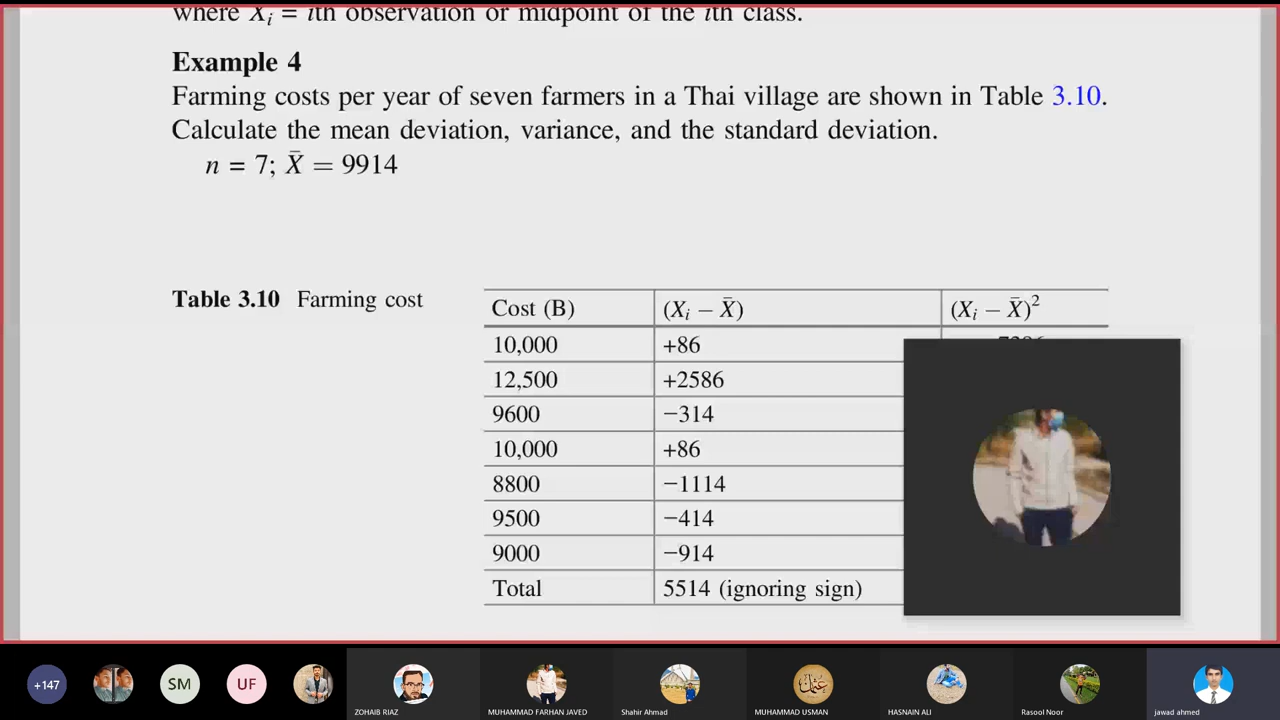 where Xᵢ = ith observation or midpoint of the ith class.
Example 4
Farming costs per year of seven farmers in a Thai village are shown in Table 3.10.
Calculate the mean deviation, variance, and the standard deviation.
n = 7; X̄ = 9914
Table 3.10 Farming cost
Cost (B) (Xᵢ − X̄) (Xᵢ − X̄)²
10,000 +86
12,500 +2586
9600 −314
10,000 +86
8800 −1114
9500 −414
9000 −914
Total 5514 (ignoring sign)
+147 SM UF
ZOHAIB RIAZ MUHAMMAD FARHAN JAVED Shahir Ahmad MUHAMMAD USMAN HASNAIN ALI Rasool Noor jawad ahmed